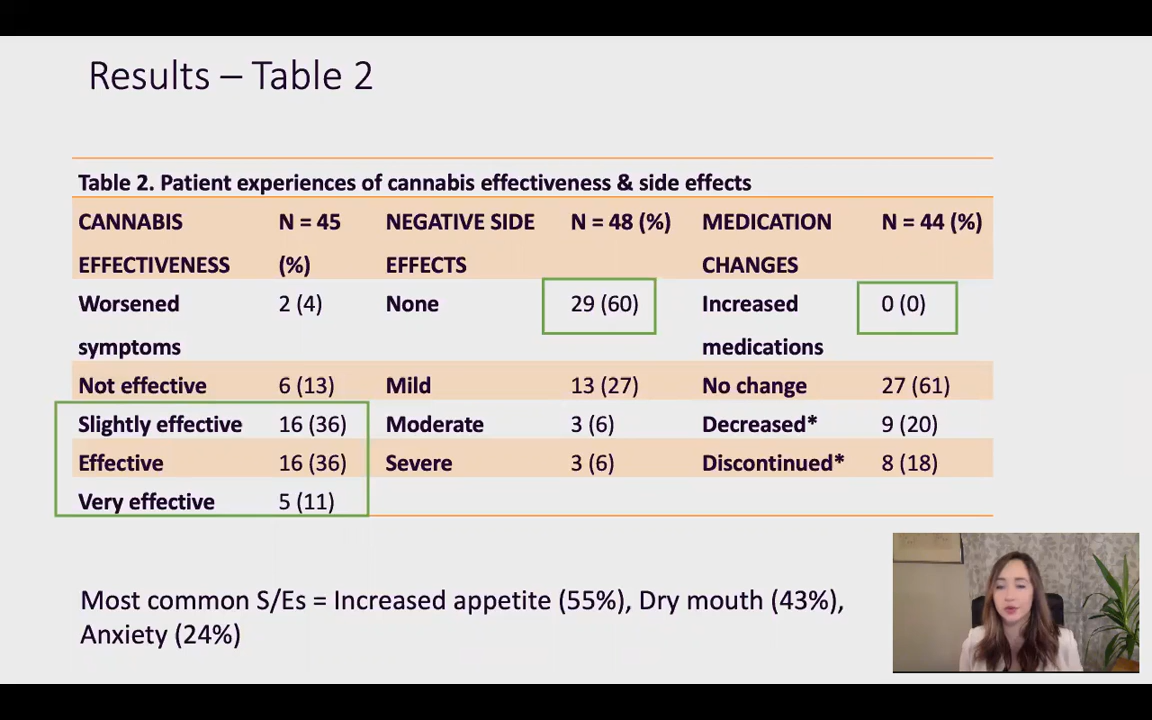 Results – Table 2
Table 2. Patient experiences of cannabis effectiveness & side effects
CANNABIS EFFECTIVENESS N = 45 (%) NEGATIVE SIDE EFFECTS N = 48 (%) MEDICATION CHANGES N = 44 (%)
Worsened symptoms 2 (4) None 29 (60) Increased medications 0 (0)
Not effective 6 (13) Mild 13 (27) No change 27 (61)
Slightly effective 16 (36) Moderate 3 (6) Decreased* 9 (20)
Effective 16 (36) Severe 3 (6) Discontinued* 8 (18)
Very effective 5 (11)
Most common S/Es = Increased appetite (55%), Dry mouth (43%),
Anxiety (24%)